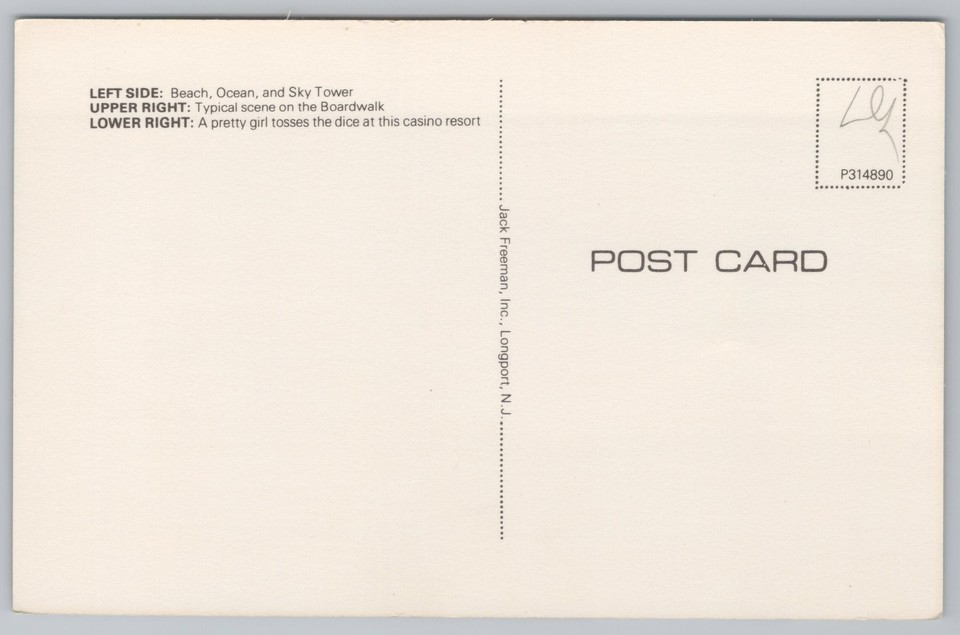 LEFT SIDE: Beach, Ocean, and Sky Tower
UPPER RIGHT: Typical scene on the Boardwalk
LOWER RIGHT: A pretty girl tosses the dice at this casino resort
Jack Freeman, Inc., Longport, N.J.
P314890
POST CARD